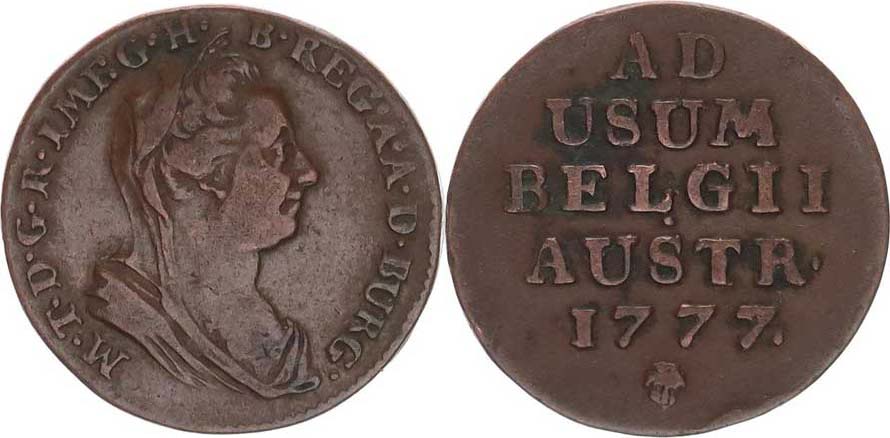 M·T·D·G·R·IMP·G·H·B·REG·A·A·D·BURG·
AD
USUM
BELGII
AUSTR·
1777.